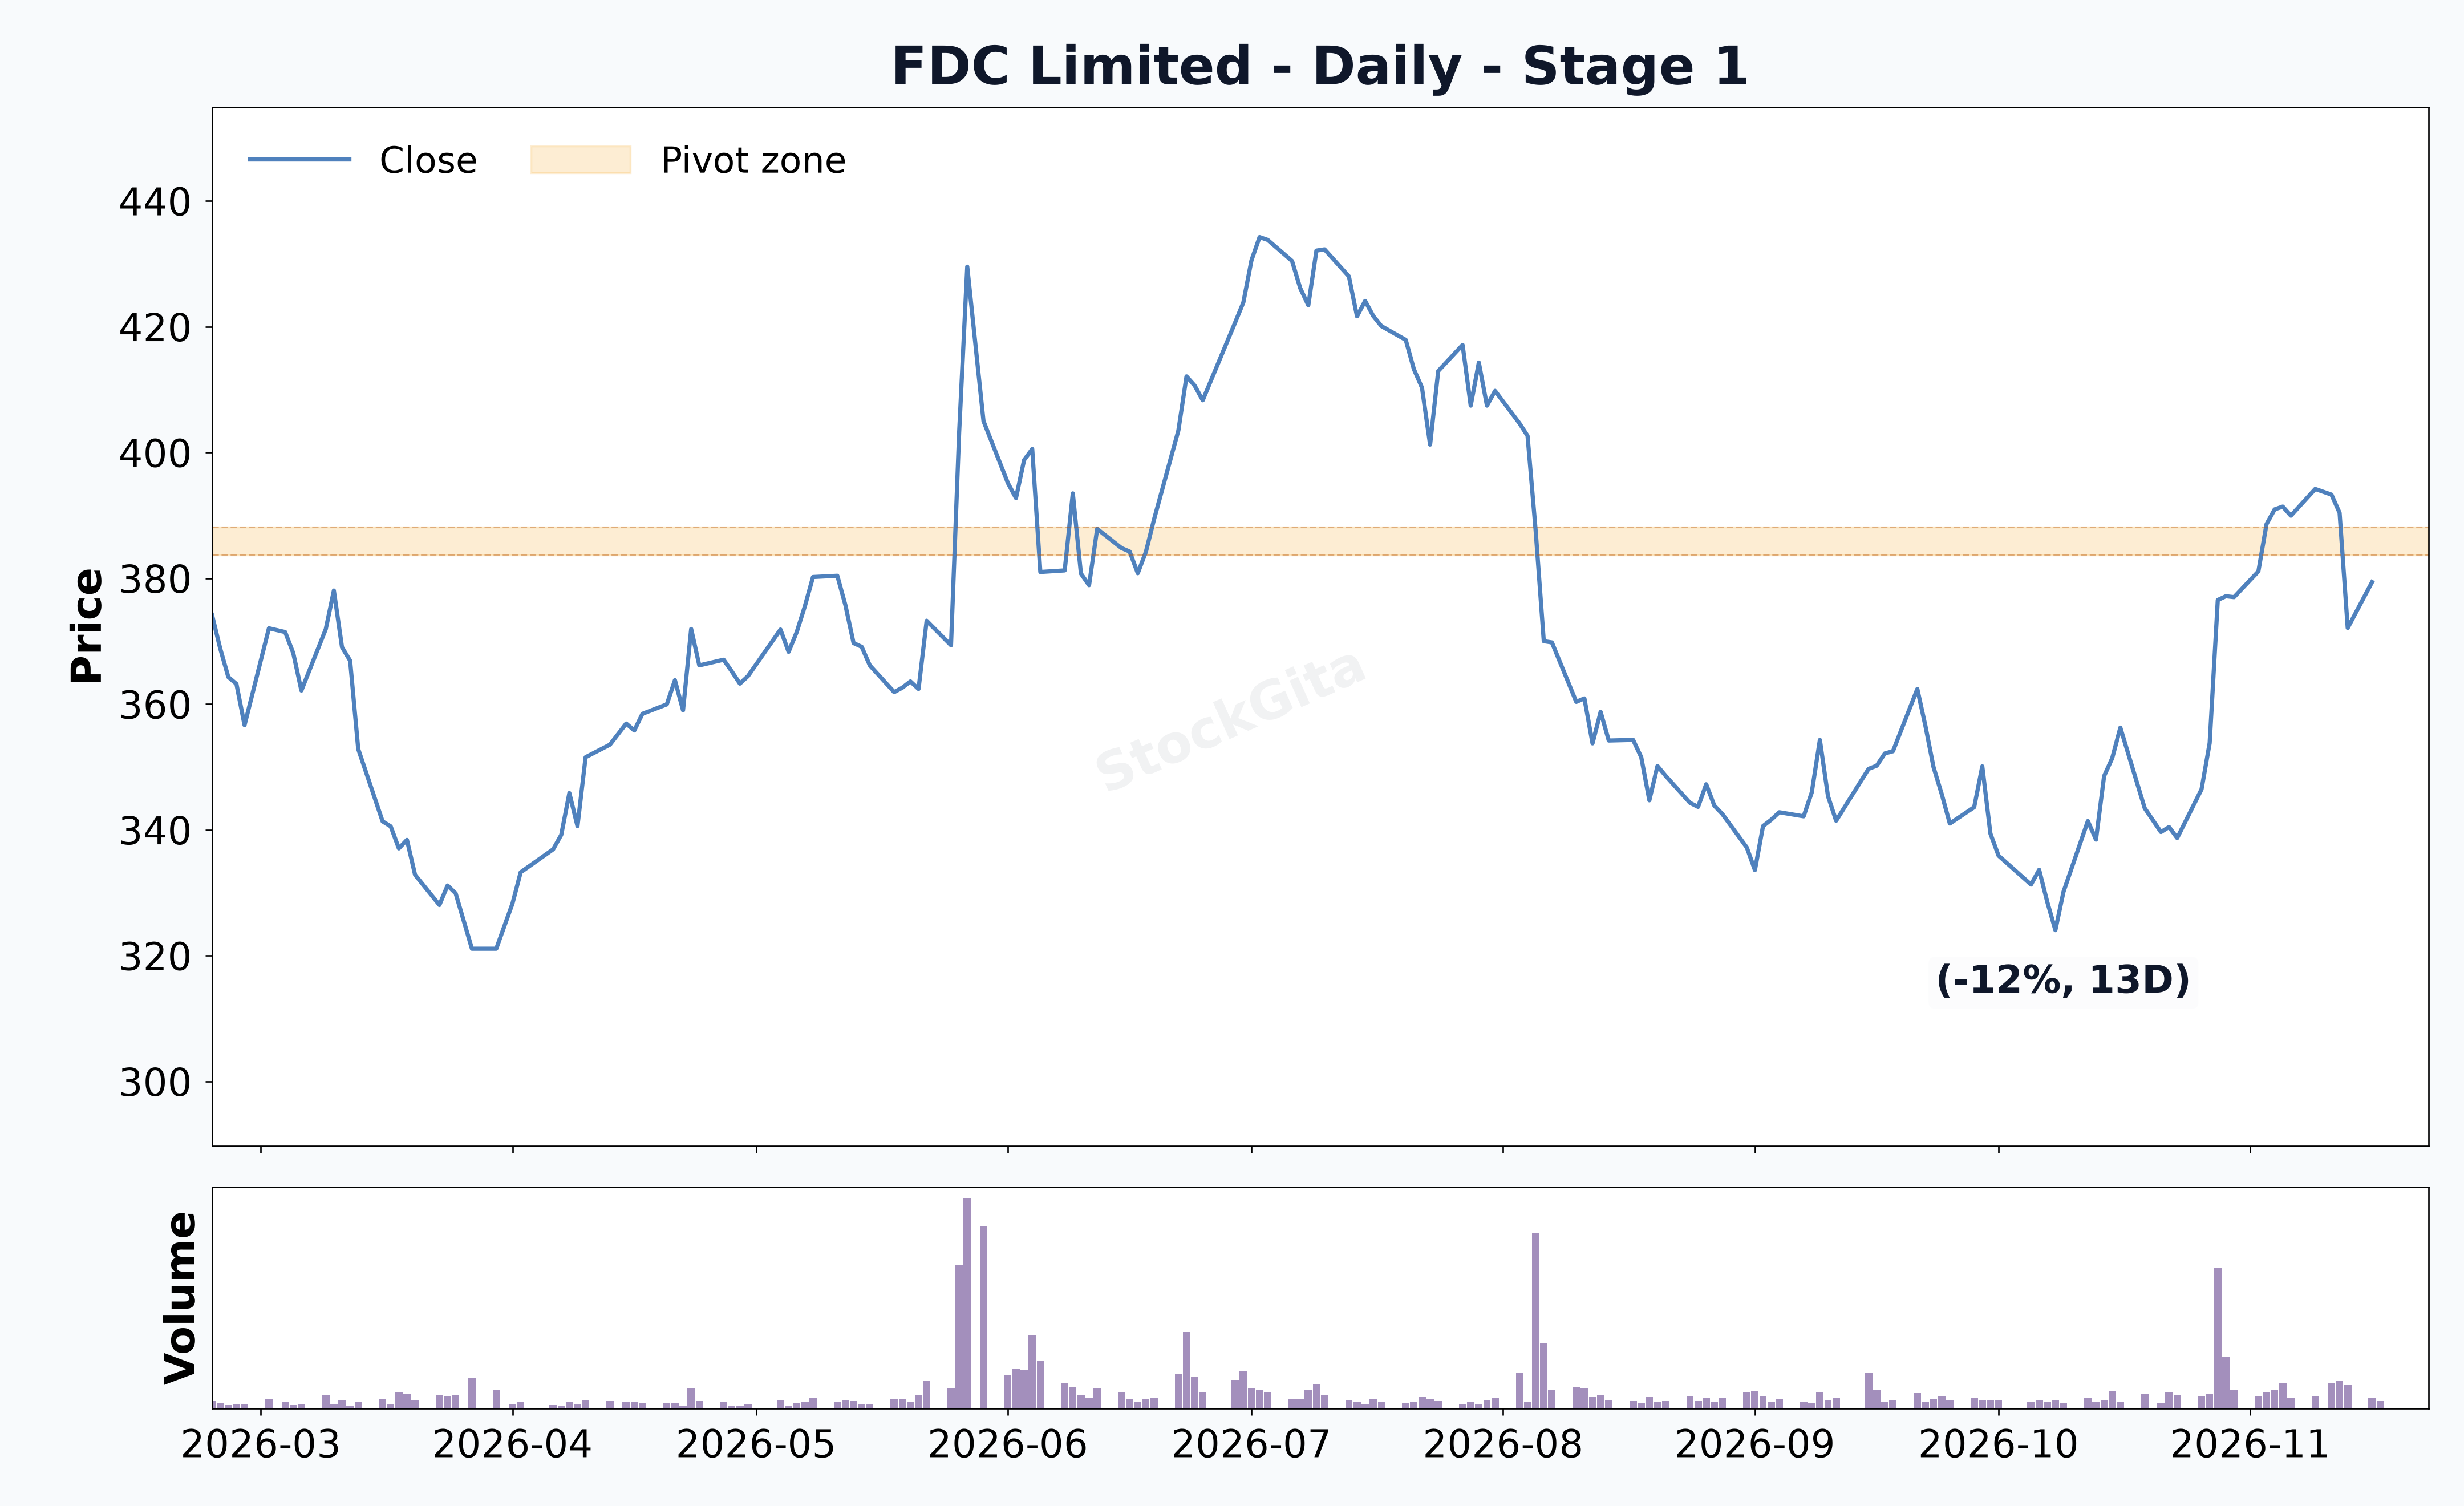 FDC Limited - Daily - Stage 1
Close
Pivot zone
440
420
400
380
360
340
320
300
Price
StockGita
(-12%, 13D)
Volume
2026-03
2026-04
2026-05
2026-06
2026-07
2026-08
2026-09
2026-10
2026-11